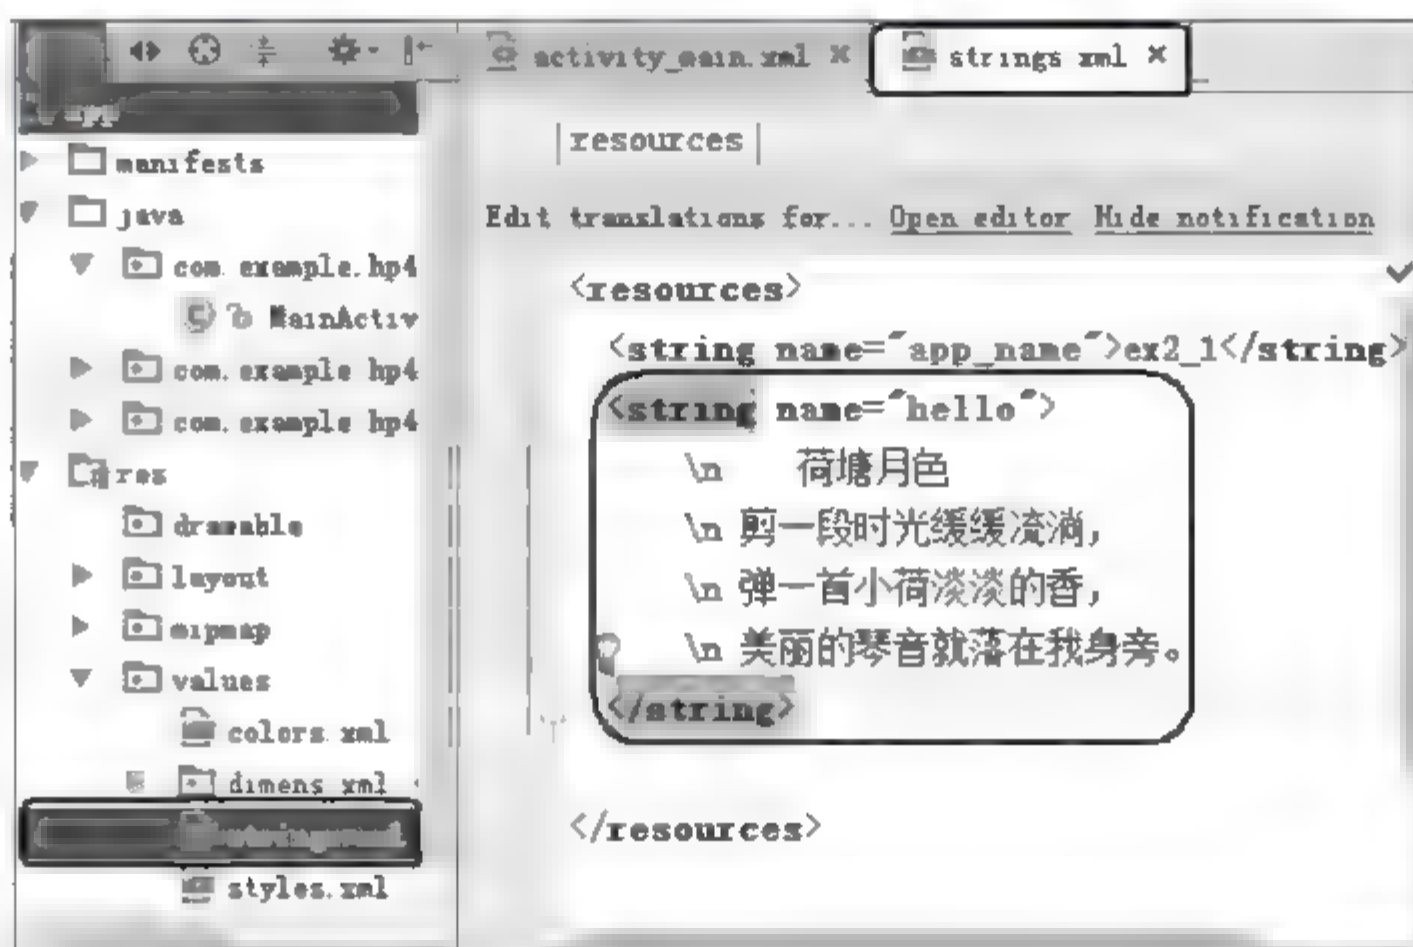 activity_main.xml
strings xml
app
manifests
java
com.example.hp4
MainActiv
com.example hp4
com.example hp4
res
drawable
layout
mipmap
values
colors xml
dimens xml
styles.xml
resources
Edit translations for... Open editor Hide notification
<resources>
<string name="app_name">ex2_1</string>
<string name="hello">
\n 荷塘月色
\n 剪一段时光缓缓流淌,
\n 弹一首小荷淡淡的香,
\n 美丽的琴音就落在我身旁。
</string>
</resources>